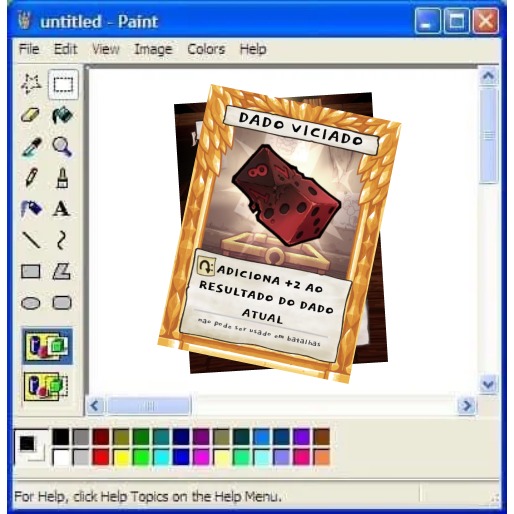 untitled - Paint
File Edit View Image Colors Help
DADO VICIADO
ADICIONA +2 AO
RESULTADO DO DADO
ATUAL
não pode ser usado em batalhas
A
For Help, click Help Topics on the Help Menu.